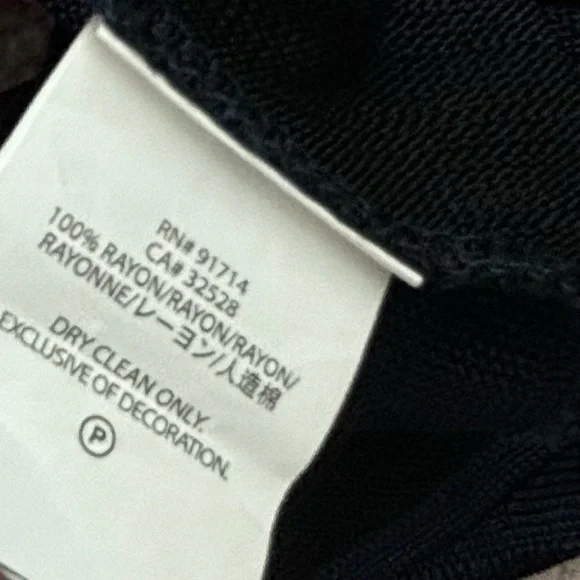 RN# 91714
CA# 32528
100% RAYON/RAYON/RAYON/
RAYONNE/レーヨン/人造棉
DRY CLEAN ONLY.
EXCLUSIVE OF DECORATION.
P